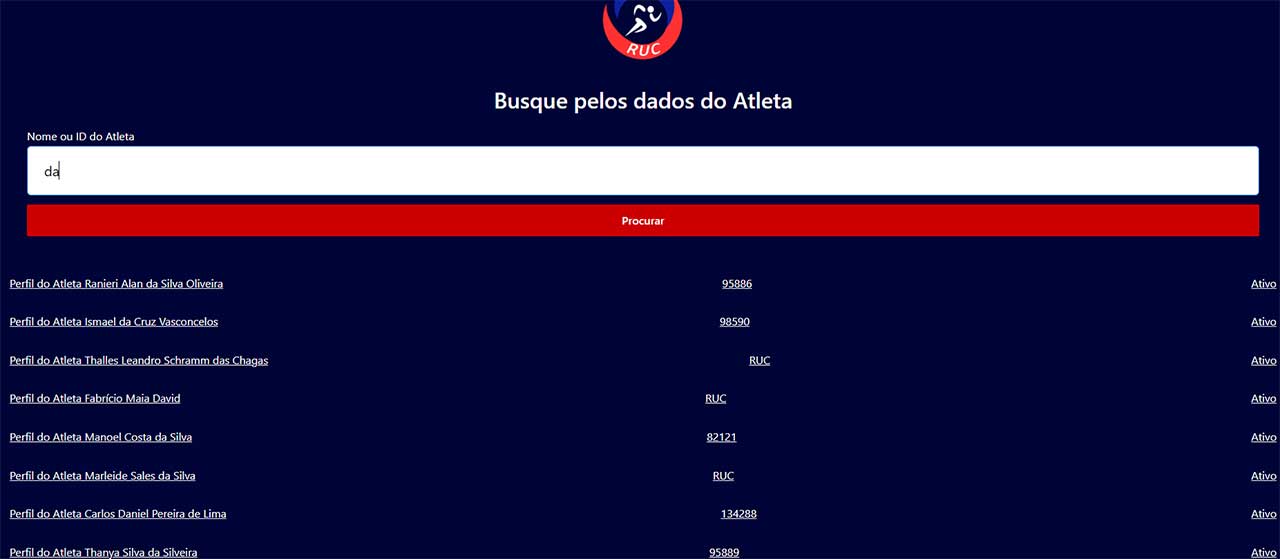 RUC
Busque pelos dados do Atleta
Nome ou ID do Atleta
da
Procurar
Perfil do Atleta Ranieri Alan da Silva Oliveira 95886 Ativo
Perfil do Atleta Ismael da Cruz Vasconcelos 98590 Ativo
Perfil do Atleta Thalles Leandro Schramm das Chagas RUC Ativo
Perfil do Atleta Fabrício Maia David RUC Ativo
Perfil do Atleta Manoel Costa da Silva 82121 Ativo
Perfil do Atleta Marleide Sales da Silva RUC Ativo
Perfil do Atleta Carlos Daniel Pereira de Lima 134288 Ativo
Perfil do Atleta Thanya Silva da Silveira 95889 Ativo